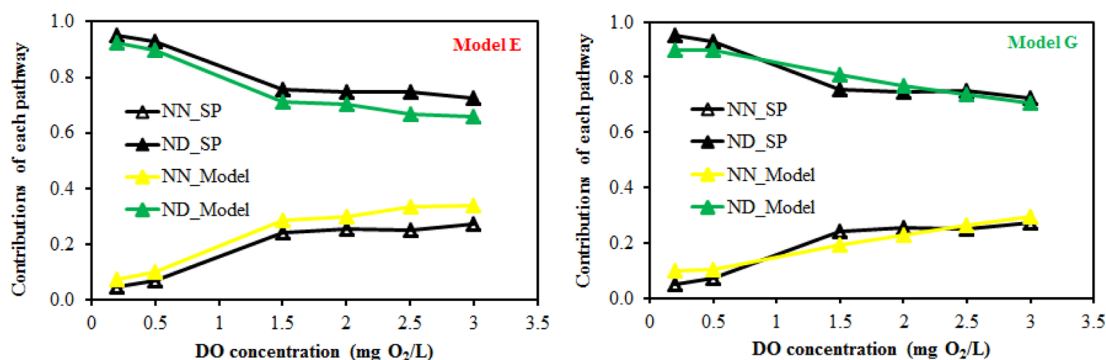 Contributions of each pathway
1.0
0.8
0.6
0.4
0.2
0.0
Model E
NN_SP
ND_SP
NN_Model
ND_Model
0 0.5 1 1.5 2 2.5 3 3.5
DO concentration (mg O₂/L)
Contributions of each pathway
1.0
0.8
0.6
0.4
0.2
0.0
Model G
NN_SP
ND_SP
NN_Model
ND_Model
0 0.5 1 1.5 2 2.5 3 3.5
DO concentration (mg O₂/L)